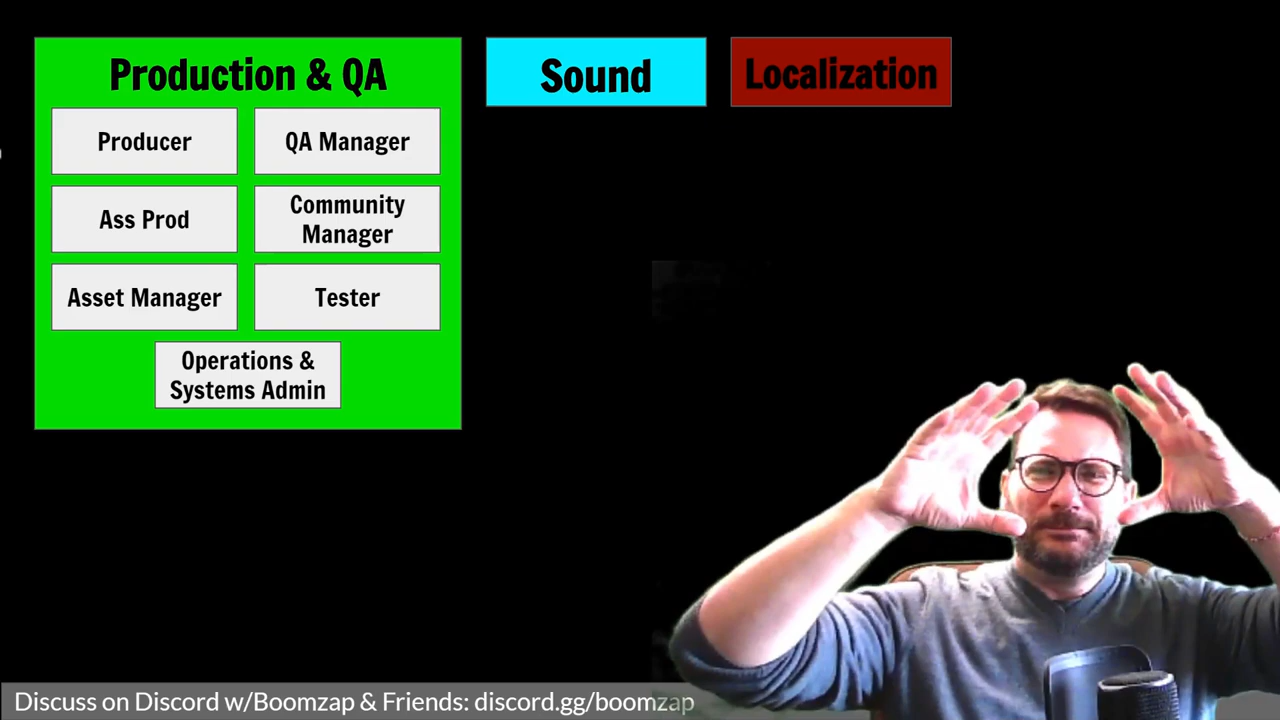 Production & QA
Producer
QA Manager
Ass Prod
Community
Manager
Asset Manager
Tester
Operations &
Systems Admin
Sound
Localization
Discuss on Discord w/Boomzap & Friends: discord.gg/boomzap